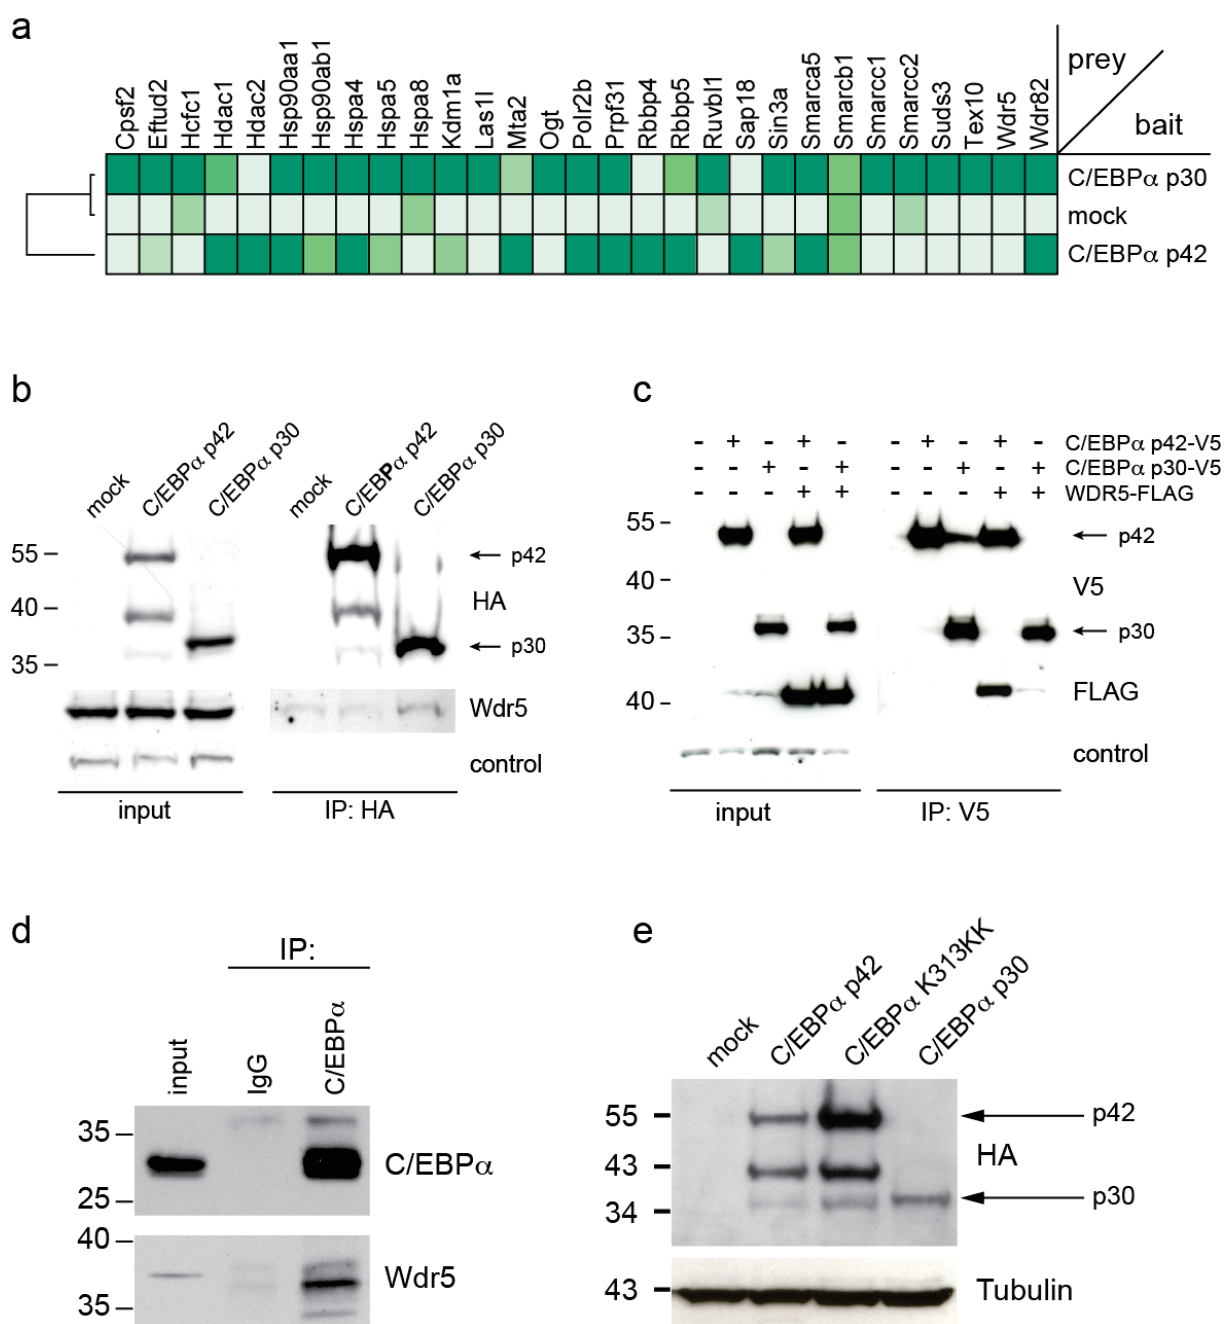 a
Cpsf2
Eftud2
Hcfc1
Hdac1
Hdac2
Hsp90aa1
Hsp90ab1
Hspa4
Hspa5
Hspa8
Kdm1a
Las1l
Mta2
Ogt
Polr2b
Prpf31
Rbbp4
Rbbp5
Ruvbl1
Sap18
Sin3a
Smarca5
Smarcb1
Smarcc1
Smarcc2
Suds3
Tex10
Wdr5
Wdr82
prey
bait
C/EBPα p30
mock
C/EBPα p42
b
mock
C/EBPα p42
C/EBPα p30
mock
C/EBPα p42
C/EBPα p30
55
p42
40
HA
35
p30
Wdr5
control
input
IP: HA
c
- + - + - - + - + - C/EBPα p42-V5
- - + - + - - + - + C/EBPα p30-V5
- + + - + + WDR5-FLAG
55
p42
40
V5
35
p30
40
FLAG
control
input
IP: V5
d
IP:
input
IgG
C/EBPα
35
25
C/EBPα
40
35
Wdr5
e
mock
C/EBPα p42
C/EBPα K313KK
C/EBPα p30
55
p42
43
HA
34
p30
43
Tubulin